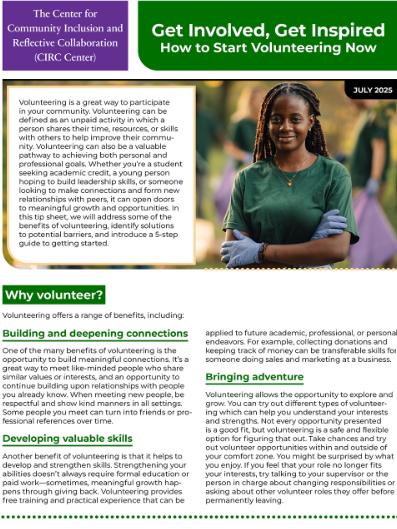 The Center for
Community Inclusion and
Reflective Collaboration
(CIRC Center)
Get Involved, Get Inspired
How to Start Volunteering Now
JULY 2025
Volunteering is a great way to participate
in your community. Volunteering can be
defined as an unpaid activity in which a
person shares their time, resources, or skills
with others to help improve their commu-
nity. Volunteering can also be a valuable
pathway to achieving both personal and
professional goals. Whether you're a student
seeking academic credit, a young person
hoping to build leadership skills, or someone
looking to make connections and form new
relationships with peers, it can open doors
to meaningful growth and opportunities. In
this tip sheet, we will address some of the
benefits of volunteering, identify solutions
to potential barriers, and introduce a 5-step
guide to getting started.
Why volunteer?
Volunteering offers a range of benefits, including:
Building and deepening connections
One of the many benefits of volunteering is the
opportunity to build meaningful connections. It's a
great way to meet like-minded people who share
similar values or interests, and an opportunity to
continue building upon relationships with people
you already know. When meeting new people, be
respectful and show kind manners in all settings.
Some people you meet can turn into friends or pro-
fessional references over time.
Developing valuable skills
Another benefit of volunteering is that it helps to
develop and strengthen skills. Strengthening your
abilities doesn't always require formal education or
paid work—sometimes, meaningful growth hap-
pens through giving back. Volunteering provides
free training and practical experience that can be
applied to future academic, professional, or personal
endeavors. For example, collecting donations and
keeping track of money can be transferable skills for
someone doing sales and marketing at a business.
Bringing adventure
Volunteering allows the opportunity to explore and
grow. You can try out different types of volunteer-
ing which can help you understand your interests
and strengths. Not every opportunity presented
is a good fit, but volunteering is a safe and flexible
option for figuring that out. Take chances and try
out volunteer opportunities within and outside of
your comfort zone. You might be surprised by what
you enjoy. If you feel that your role no longer fits
your interests, try talking to your supervisor or the
person in charge about changing responsibilities or
asking about other volunteer roles they offer before
permanently leaving.